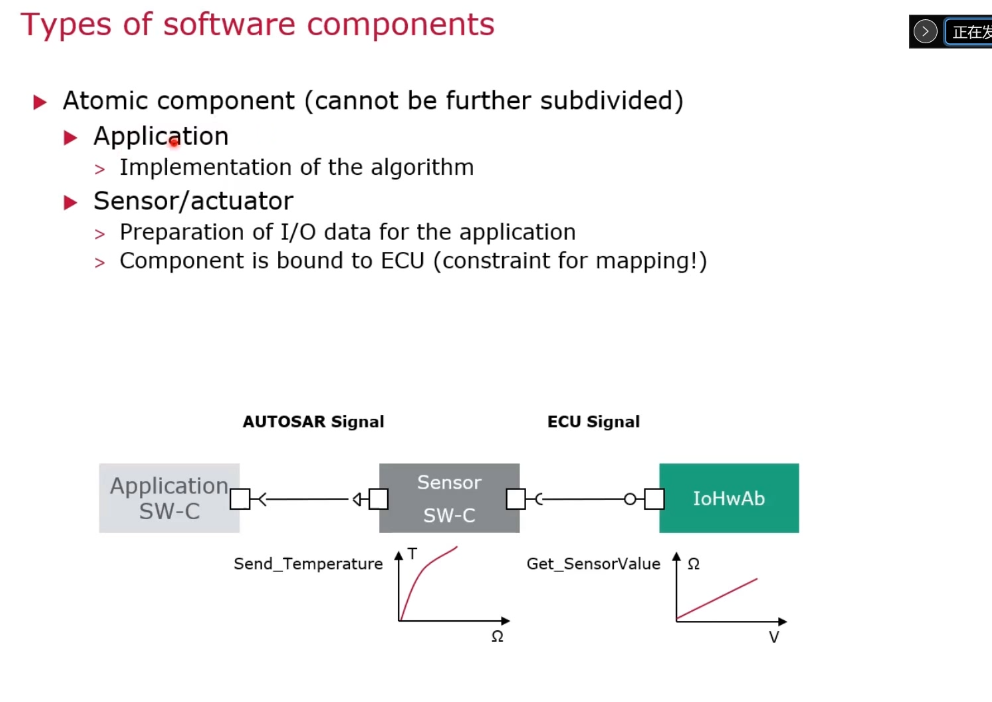 Types of software components
正在发
Atomic component (cannot be further subdivided)
Application
> Implementation of the algorithm
Sensor/actuator
> Preparation of I/O data for the application
> Component is bound to ECU (constraint for mapping!)
AUTOSAR Signal
ECU Signal
Application
SW-C
Sensor
SW-C
IoHwAb
Send_Temperature
T
Ω
Get_SensorValue
Ω
V